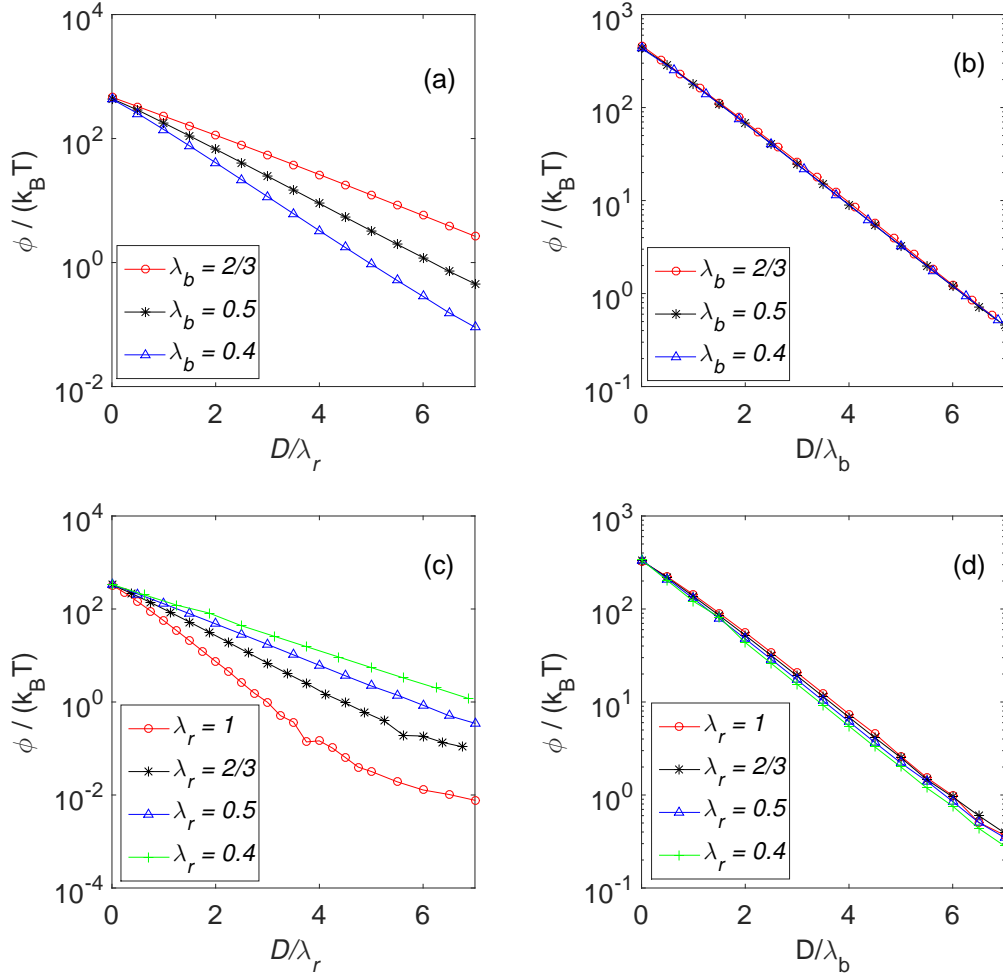 (a)
10^4
10^2
10^0
10^-2
ϕ / (k_B T)
λ_b = 2/3
λ_b = 0.5
λ_b = 0.4
0 2 4 6
D/λ_r
(b)
10^3
10^2
10^1
10^0
10^-1
ϕ / (k_B T)
λ_b = 2/3
λ_b = 0.5
λ_b = 0.4
0 2 4 6
D/λ_b
(c)
10^4
10^2
10^0
10^-2
10^-4
ϕ / (k_B T)
λ_r = 1
λ_r = 2/3
λ_r = 0.5
λ_r = 0.4
0 2 4 6
D/λ_r
(d)
10^3
10^2
10^1
10^0
10^-1
ϕ / (k_B T)
λ_r = 1
λ_r = 2/3
λ_r = 0.5
λ_r = 0.4
0 2 4 6
D/λ_b